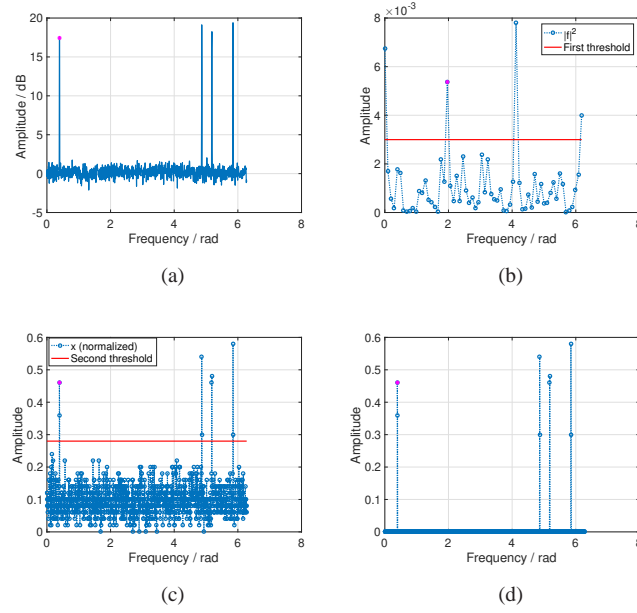 20
15
10
5
0
-5
Amplitude / dB
0 2 4 6 8
Frequency / rad
(a)
8
×10⁻³
6
4
2
0
Amplitude
|f|²
First threshold
0 2 4 6 8
Frequency / rad
(b)
0.6
0.5
0.4
0.3
0.2
0.1
0
Amplitude
x (normalized)
Second threshold
0 2 4 6 8
Frequency / rad
(c)
0.6
0.5
0.4
0.3
0.2
0.1
0
Amplitude
0 2 4 6 8
Frequency / rad
(d)